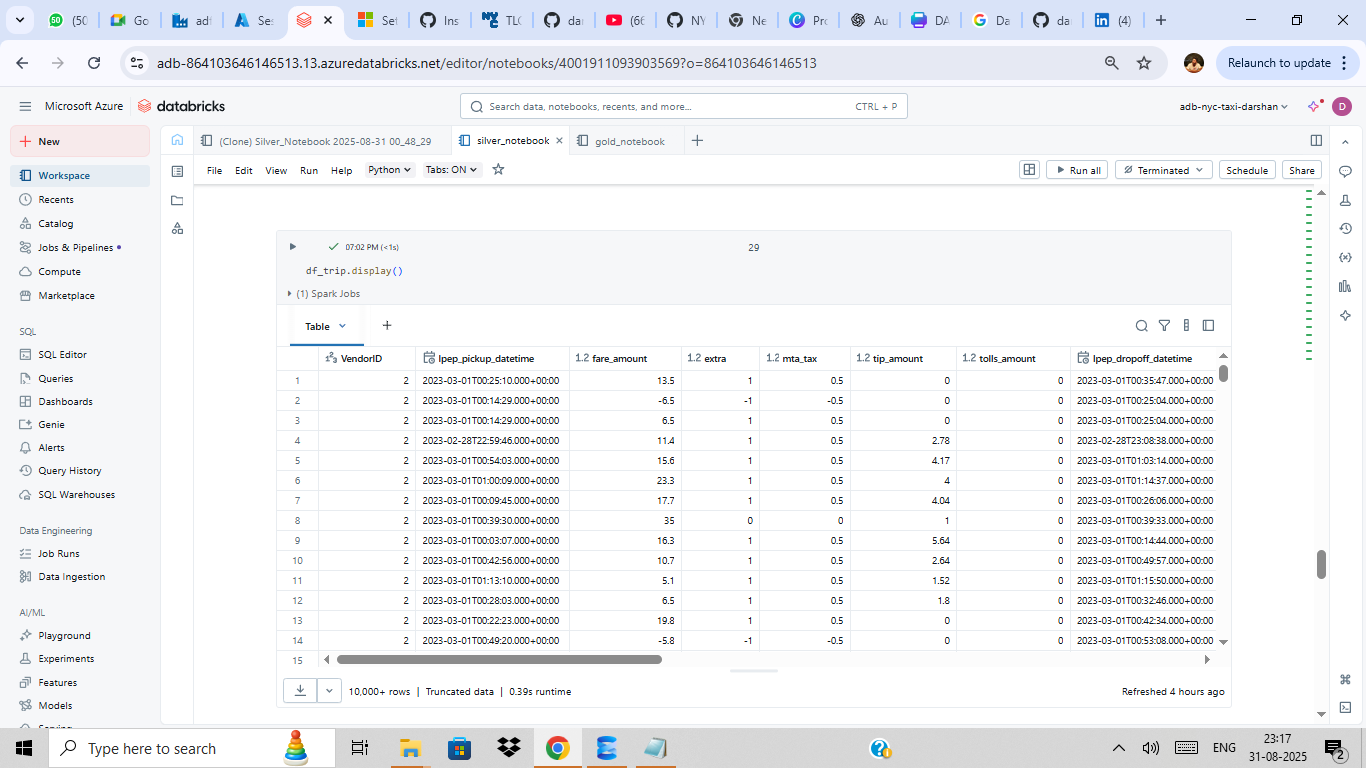 (50
Go
adf
Ses
Set
Ins
TLC
da
(66
NY
Ne
Pro
Au
DA
Da
da
(4)
adb-864103646146513.13.azuredatabricks.net/editor/notebooks/4001911093903569?o=864103646146513
Relaunch to update
Microsoft Azure
databricks
Search data, notebooks, recents, and more...
CTRL + P
adb-nyc-taxi-darshan
D
New
(Clone) Silver_Notebook 2025-08-31 00_48_29
silver_notebook
gold_notebook
File Edit View Run Help Python Tabs: ON
Run all
Terminated
Schedule
Share
Workspace
Recents
Catalog
Jobs & Pipelines
Compute
Marketplace
SQL
SQL Editor
Queries
Dashboards
Genie
Alerts
Query History
SQL Warehouses
Data Engineering
Job Runs
Data Ingestion
AI/ML
Playground
Experiments
Features
Models
Serving
07:02 PM (<1s)
29
df_trip.display()
(1) Spark Jobs
Table
VendorID lpep_pickup_datetime 1.2 fare_amount 1.2 extra 1.2 mta_tax 1.2 tip_amount 1.2 tolls_amount lpep_dropoff_datetime
1 2 2023-03-01T00:25:10.000+00:00 13.5 1 0.5 0 0 2023-03-01T00:35:47.000+00:00
2 2 2023-03-01T00:14:29.000+00:00 -6.5 -1 -0.5 0 0 2023-03-01T00:25:04.000+00:00
3 2 2023-03-01T00:14:29.000+00:00 6.5 1 0.5 0 0 2023-03-01T00:25:04.000+00:00
4 2 2023-02-28T22:59:46.000+00:00 11.4 1 0.5 2.78 0 2023-02-28T23:08:38.000+00:00
5 2 2023-03-01T00:54:03.000+00:00 15.6 1 0.5 4.17 0 2023-03-01T01:03:14.000+00:00
6 2 2023-03-01T01:00:09.000+00:00 23.3 1 0.5 4 0 2023-03-01T01:14:37.000+00:00
7 2 2023-03-01T00:09:45.000+00:00 17.7 1 0.5 4.04 0 2023-03-01T00:26:06.000+00:00
8 2 2023-03-01T00:39:30.000+00:00 35 0 0 1 0 2023-03-01T00:39:33.000+00:00
9 2 2023-03-01T00:03:07.000+00:00 16.3 1 0.5 5.64 0 2023-03-01T00:14:44.000+00:00
10 2 2023-03-01T00:42:56.000+00:00 10.7 1 0.5 2.64 0 2023-03-01T00:49:57.000+00:00
11 2 2023-03-01T01:13:10.000+00:00 5.1 1 0.5 1.52 0 2023-03-01T01:15:50.000+00:00
12 2 2023-03-01T00:28:03.000+00:00 6.5 1 0.5 1.8 0 2023-03-01T00:32:46.000+00:00
13 2 2023-03-01T00:22:23.000+00:00 19.8 1 0.5 0 0 2023-03-01T00:42:34.000+00:00
14 2 2023-03-01T00:49:20.000+00:00 -5.8 -1 -0.5 0 0 2023-03-01T00:53:08.000+00:00
15
10,000+ rows | Truncated data | 0.39s runtime
Refreshed 4 hours ago
Type here to search
ENG
23:17
31-08-2025
2